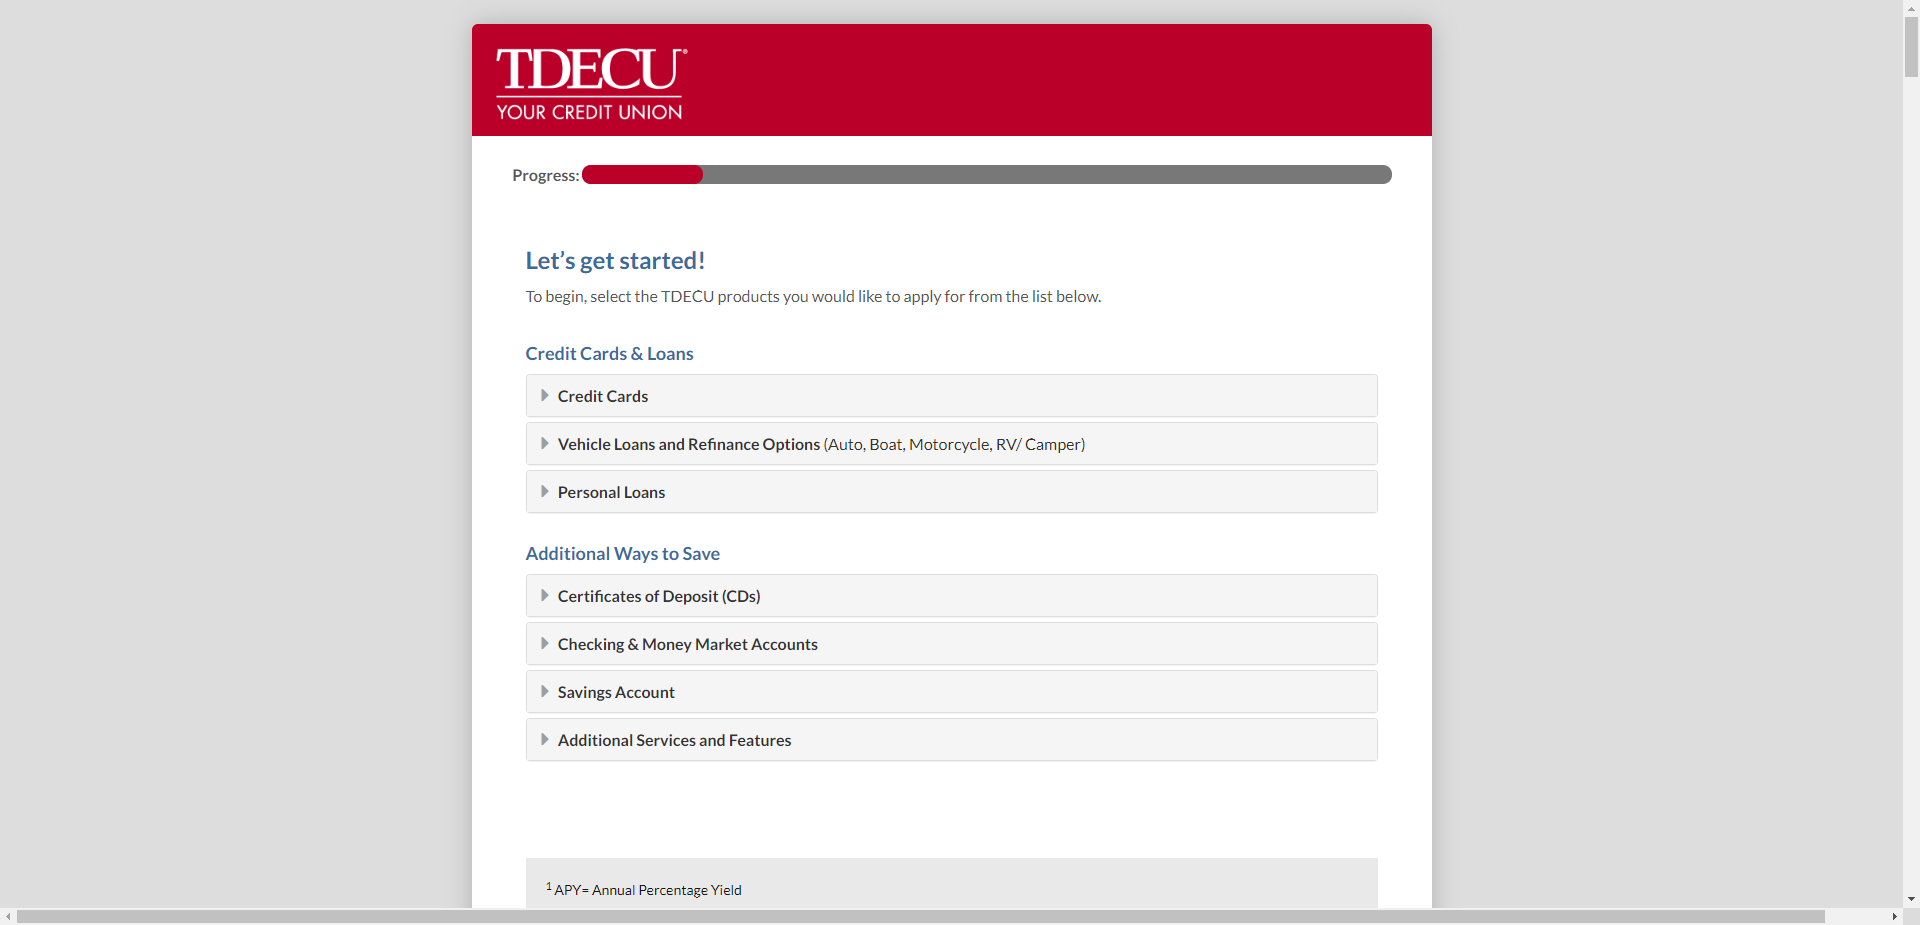 TDECU®
YOUR CREDIT UNION
Progress:
Let’s get started!
To begin, select the TDECU products you would like to apply for from the list below.
Credit Cards & Loans
Credit Cards
Vehicle Loans and Refinance Options (Auto, Boat, Motorcycle, RV/ Camper)
Personal Loans
Additional Ways to Save
Certificates of Deposit (CDs)
Checking & Money Market Accounts
Savings Account
Additional Services and Features
1 APY= Annual Percentage Yield